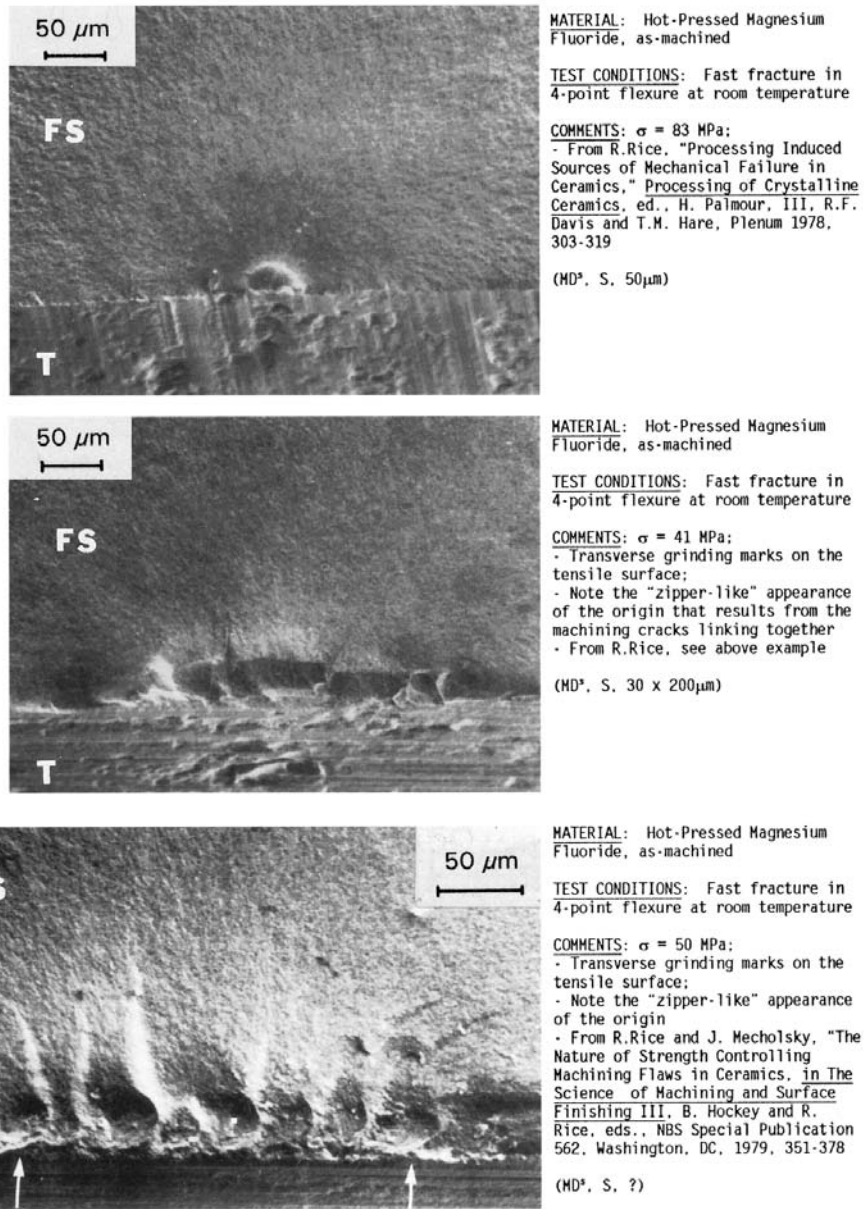 50 µm
FS
T
MATERIAL: Hot-Pressed Magnesium
Fluoride, as-machined
TEST CONDITIONS: Fast fracture in
4-point flexure at room temperature
COMMENTS: σ = 83 MPa;
- From R.Rice, "Processing Induced
Sources of Mechanical Failure in
Ceramics," Processing of Crystalline
Ceramics, ed., H. Palmour, III, R.F.
Davis and T.M. Hare, Plenum 1978,
303-319
(MDˢ, S, 50µm)
50 µm
FS
T
MATERIAL: Hot-Pressed Magnesium
Fluoride, as-machined
TEST CONDITIONS: Fast fracture in
4-point flexure at room temperature
COMMENTS: σ = 41 MPa;
- Transverse grinding marks on the
tensile surface;
- Note the "zipper-like" appearance
of the origin that results from the
machining cracks linking together
- From R.Rice, see above example
(MDˢ, S, 30 x 200µm)
S
50 µm
MATERIAL: Hot-Pressed Magnesium
Fluoride, as-machined
TEST CONDITIONS: Fast fracture in
4-point flexure at room temperature
COMMENTS: σ = 50 MPa;
- Transverse grinding marks on the
tensile surface;
- Note the "zipper-like" appearance
of the origin
- From R.Rice and J. Mecholsky, "The
Nature of Strength Controlling
Machining Flaws in Ceramics, in The
Science of Machining and Surface
Finishing III, B. Hockey and R.
Rice, eds., NBS Special Publication
562, Washington, DC, 1979, 351-378
(MDˢ, S, ?)